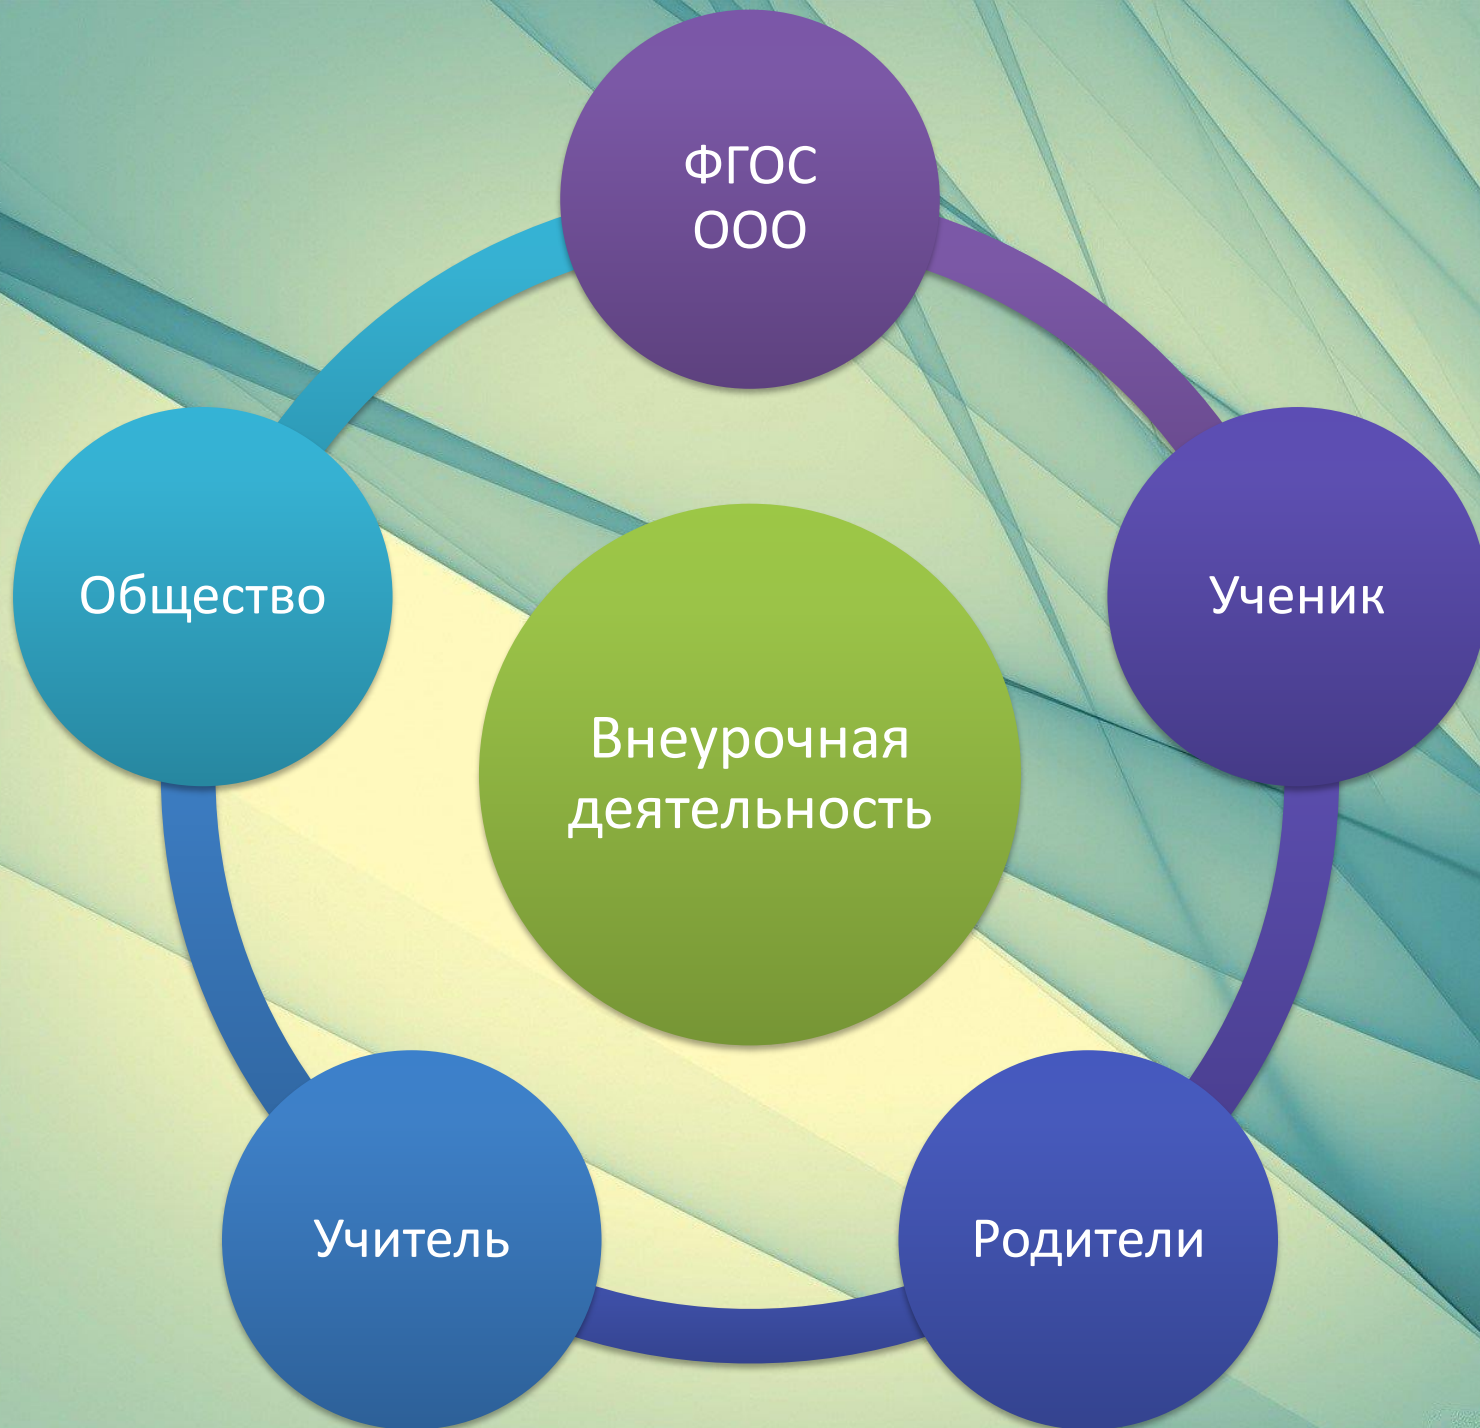 ФГОС
ООО
Общество
Ученик
Внеурочная
деятельность
Учитель
Родители